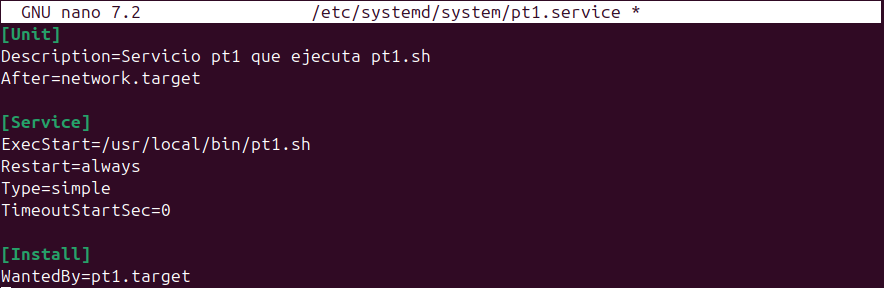 GNU nano 7.2 /etc/systemd/system/pt1.service *
[Unit]
Description=Servicio pt1 que ejecuta pt1.sh
After=network.target
[Service]
ExecStart=/usr/local/bin/pt1.sh
Restart=always
Type=simple
TimeoutStartSec=0
[Install]
WantedBy=pt1.target